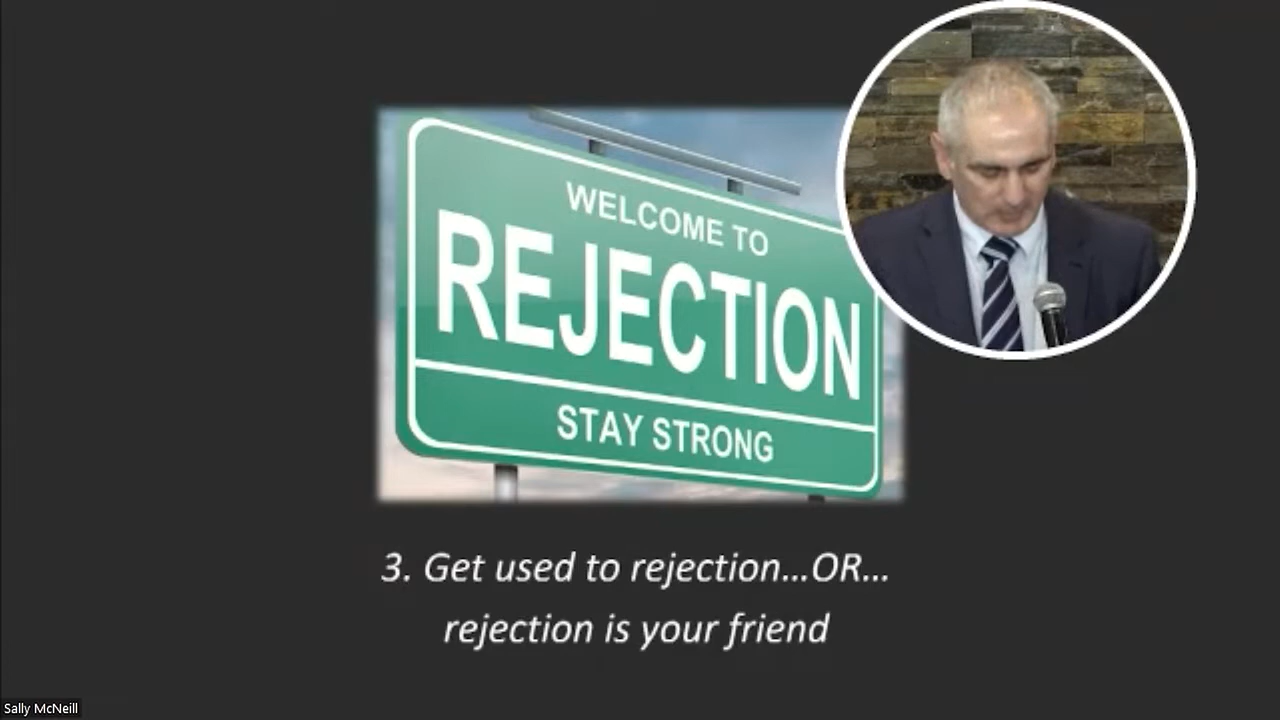 WELCOME TO
REJECTION
STAY STRONG
3. Get used to rejection...OR...
rejection is your friend
Sally McNeill